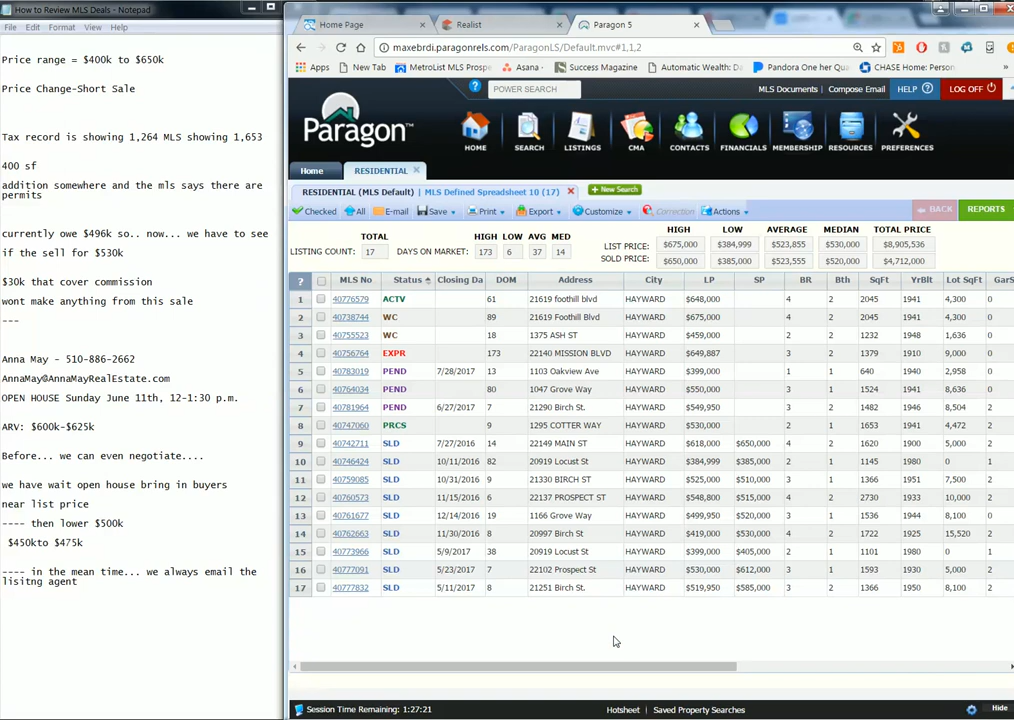 How to Review MLS Deals - Notepad
File Edit Format View Help
Price range = $400k to $650k
Price Change-Short Sale
Tax record is showing 1,264 MLS showing 1,653
400 sf
addition somewhere and the mls says there are
permits
currently owe $496k so.. now... we have to see
if the sell for $530k
$30k that cover commission
wont make anything from this sale
---
Anna May - 510-886-2662
AnnaMay@AnnaMayRealEstate.com
OPEN HOUSE Sunday June 11th, 12-1:30 p.m.
ARV: $600k-$625k
Before... we can even negotiate....
we have wait open house bring in buyers
near list price
---- then lower $500k
$450kto $475k
---- in the mean time... we always email the
lisitng agent
Home Page Realist Paragon 5
maxebrdi.paragonrels.com/ParagonLS/Default.mvc#1,1,2
Apps New Tab MetroList MLS Prospe Asana - Success Magazine Automatic Wealth: Da Pandora One her Qu CHASE Home: Person
POWER SEARCH MLS Documents Compose Email HELP LOG OFF
Paragon
HOME SEARCH LISTINGS CMA CONTACTS FINANCIALS MEMBERSHIP RESOURCES PREFERENCES
Home RESIDENTIAL
RESIDENTIAL (MLS Default) | MLS Defined Spreadsheet 10 (17) New Search
Checked All E-mail Save Print Export Customize Correction Actions BACK REPORTS
TOTAL HIGH LOW AVG MED HIGH LOW AVERAGE MEDIAN TOTAL PRICE
LISTING COUNT: 17 DAYS ON MARKET: 173 6 37 14
LIST PRICE: $675,000 $384,999 $523,855 $530,000 $8,905,536
SOLD PRICE: $650,000 $385,000 $523,555 $520,000 $4,712,000
? MLS No Status Closing Da DOM Address City LP SP BR Bth SqFt YrBlt Lot SqFt GarS
1 40776579 ACTV 61 21619 foothill blvd HAYWARD $648,000 4 2 2045 1941 4,300 0
2 40738744 WC 89 21619 Foothill Blvd HAYWARD $675,000 4 2 2045 1941 4,300 0
3 40755523 WC 18 1375 ASH ST HAYWARD $459,000 2 2 1232 1948 1,636 0
4 40756764 EXPR 173 22140 MISSION BLVD HAYWARD $649,887 3 2 1379 1910 9,000 0
5 40783019 PEND 7/28/2017 13 1103 Oakview Ave HAYWARD $399,000 1 1 640 1940 2,958 0
6 40764034 PEND 80 1047 Grove Way HAYWARD $550,000 3 1 1524 1941 8,636 0
7 40781964 PEND 6/27/2017 7 21290 Birch St. HAYWARD $549,950 3 2 1482 1946 8,504 2
8 40747060 PRCS 9 1295 COTTER WAY HAYWARD $530,000 2 1 1653 1941 4,472 2
9 40742711 SLD 7/27/2016 14 22149 MAIN ST HAYWARD $618,000 $650,000 4 2 1620 1900 5,000 2
10 40746424 SLD 10/11/2016 82 20919 Locust St HAYWARD $384,999 $385,000 2 1 1145 1980 0 1
11 40759085 SLD 10/31/2016 9 21330 BIRCH ST HAYWARD $525,000 $510,000 3 1 1366 1951 7,500 2
12 40760573 SLD 11/15/2016 6 22137 PROSPECT ST HAYWARD $548,800 $515,000 4 2 2730 1933 10,000 2
13 40761677 SLD 12/14/2016 19 1166 Grove Way HAYWARD $499,950 $520,000 3 1 1536 1944 8,100 0
14 40762663 SLD 11/30/2016 8 20997 Birch St HAYWARD $419,000 $530,000 4 2 1722 1925 15,520 2
15 40773966 SLD 5/9/2017 38 20919 Locust St HAYWARD $399,000 $405,000 2 1 1101 1980 0 1
16 40777091 SLD 5/23/2017 7 22102 Prospect St HAYWARD $530,000 $612,000 3 1 1593 1930 5,000 2
17 40777832 SLD 5/11/2017 8 21251 Birch St. HAYWARD $519,950 $585,000 3 2 1366 1950 8,100 2
Session Time Remaining: 1:27:21 Hotsheet Saved Property Searches Hide